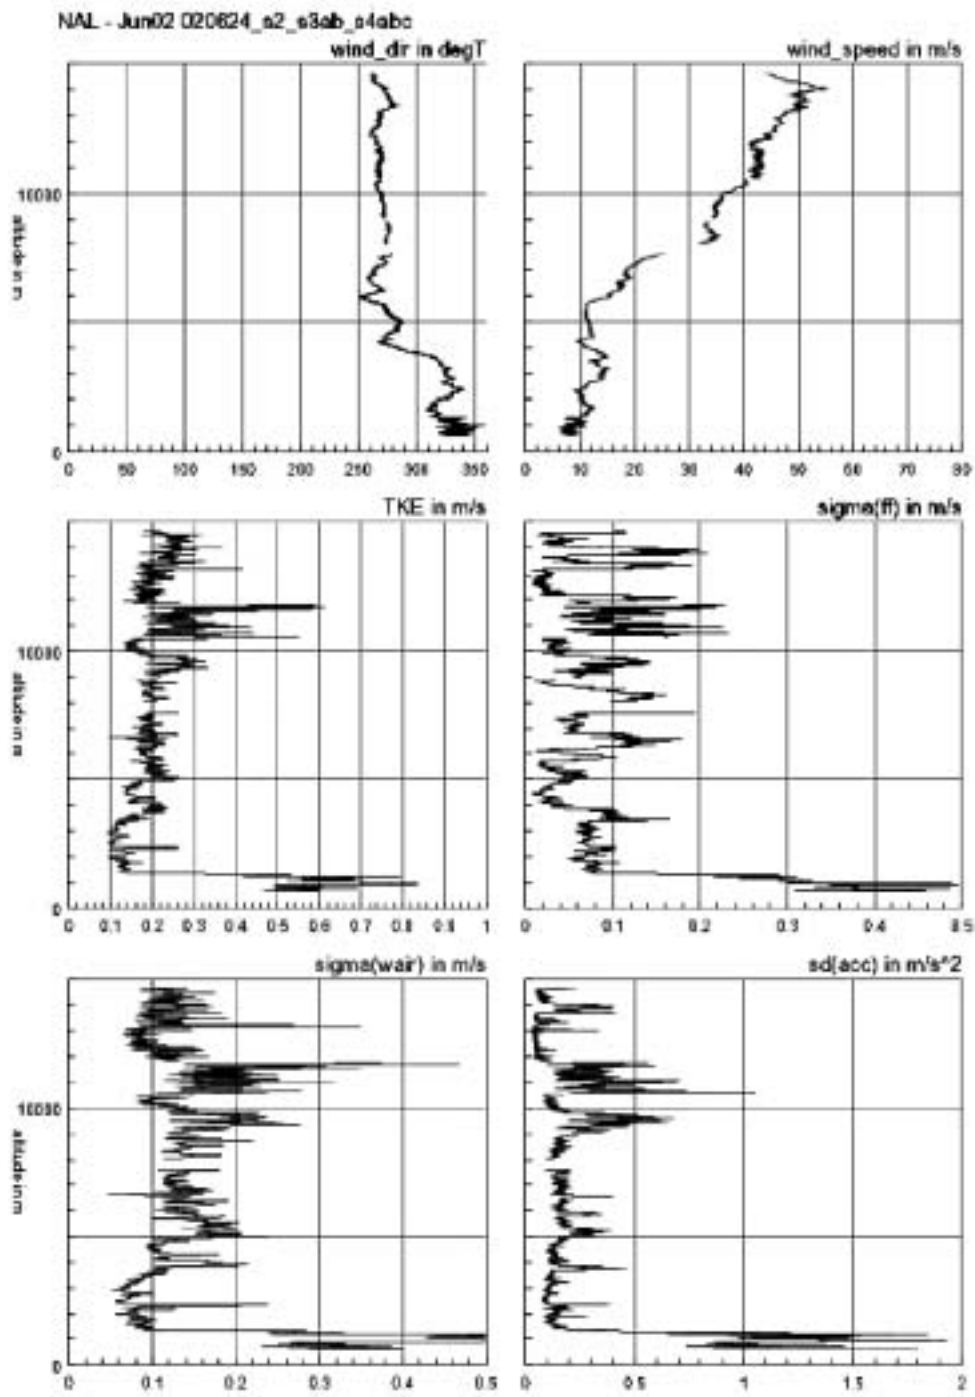 NAL - Jun02 020624_s2_s3ab_s4abc
wind_dir in degT
wind_speed in m/s
10000
altitude in m
0
0 50 100 150 200 250 300 350
0 10 20 30 40 50 60 70 80
TKE in m/s
sigma(ff) in m/s
10000
altitude in m
0
0 0.1 0.2 0.3 0.4 0.5 0.6 0.7 0.8 0.9 1
0 0.1 0.2 0.3 0.4 0.5
sigma(wair) in m/s
sd(acc) in m/s^2
10000
altitude in m
0
0 0.1 0.2 0.3 0.4 0.5
0 0.5 1 1.5 2